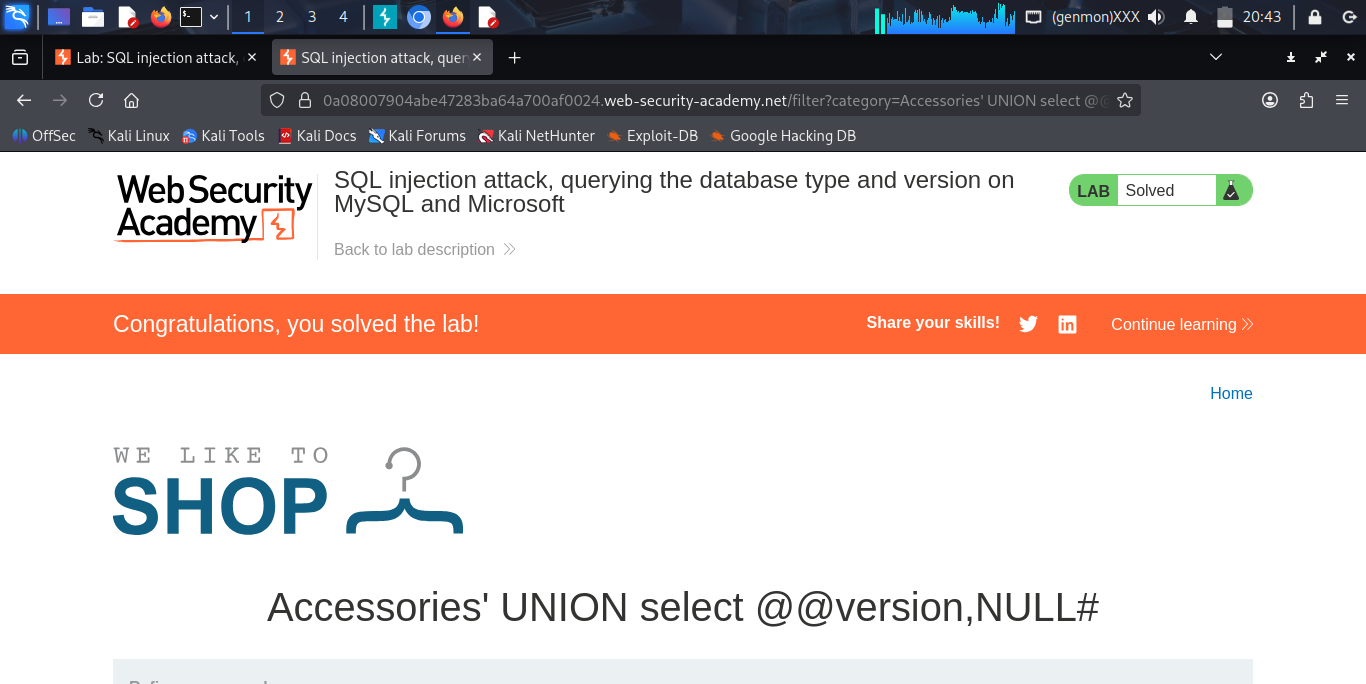 1 2 3 4 (genmon)XXX 20:43
Lab: SQL injection attack, SQL injection attack, quer
0a08007904abe47283ba64a700af0024.web-security-academy.net/filter?category=Accessories' UNION select @@
OffSec Kali Linux Kali Tools Kali Docs Kali Forums Kali NetHunter Exploit-DB Google Hacking DB
Web Security
Academy
SQL injection attack, querying the database type and version on
MySQL and Microsoft
LAB Solved
Back to lab description
Congratulations, you solved the lab!
Share your skills!
Continue learning
Home
WE LIKE TO
SHOP
Accessories' UNION select @@version,NULL#